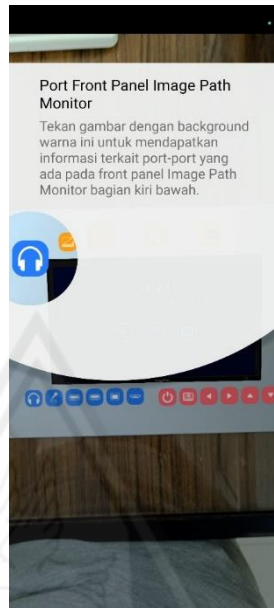 Port Front Panel Image Path
Monitor
Tekan gambar dengan background
warna ini untuk mendapatkan
informasi terkait port-port yang
ada pada front panel Image Path
Monitor bagian kiri bawah.